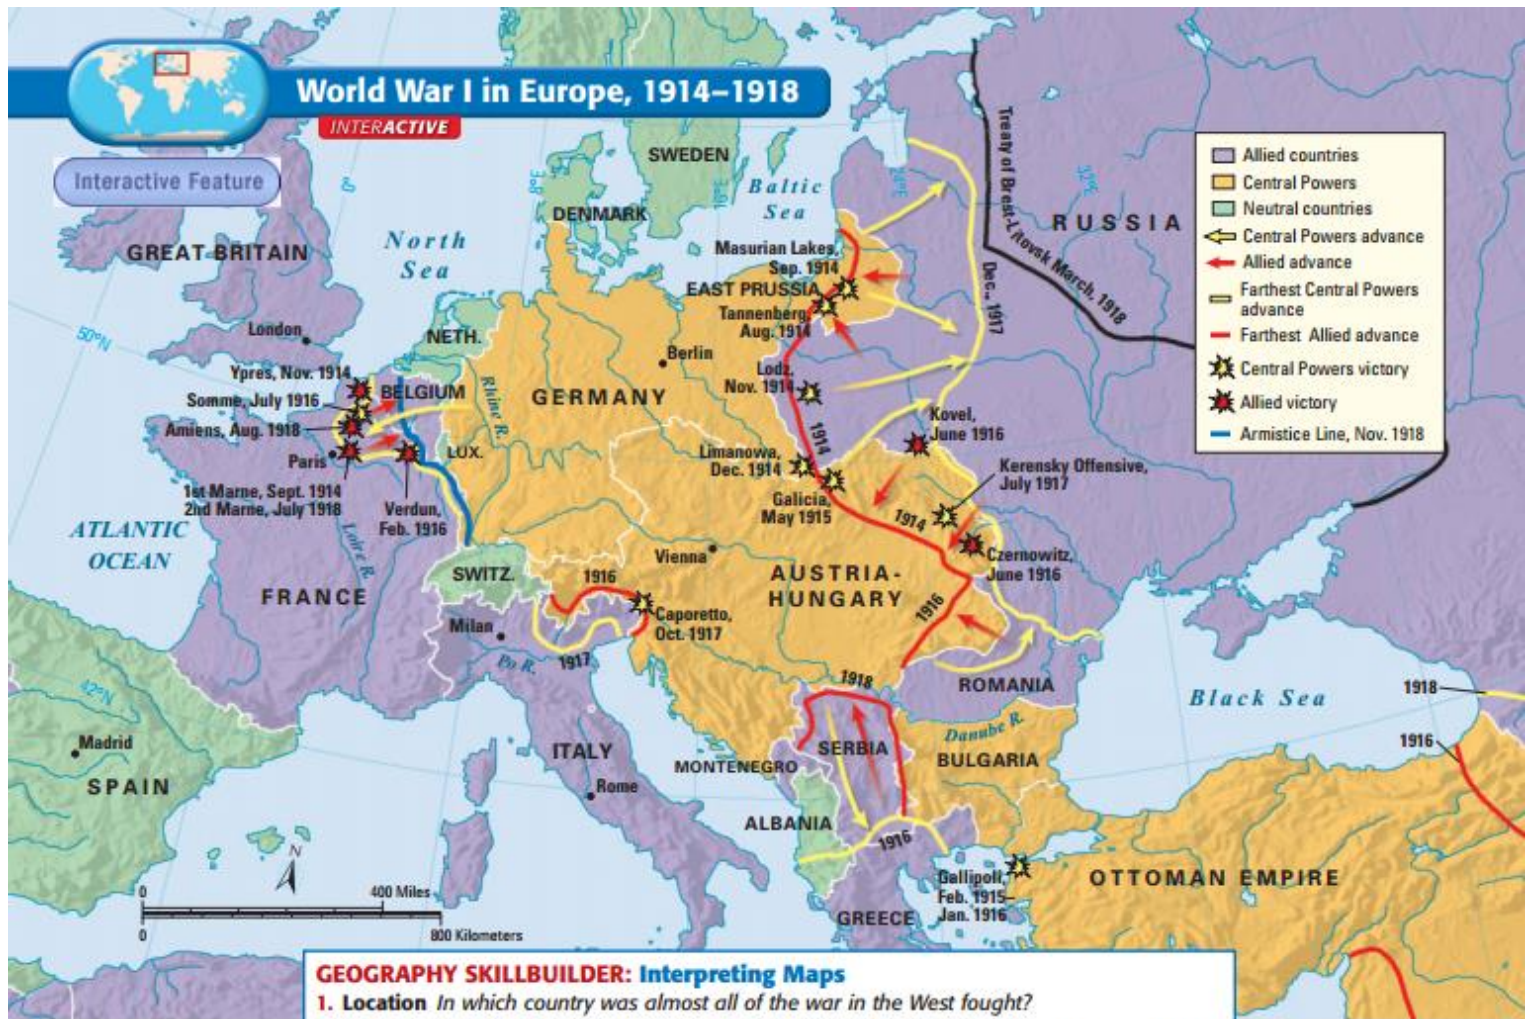 World War I in Europe, 1914–1918
INTERACTIVE
Interactive Feature
Allied countries
Central Powers
Neutral countries
Central Powers advance
Allied advance
Farthest Central Powers
advance
Farthest Allied advance
Central Powers victory
Allied victory
Armistice Line, Nov. 1918
0°
8°E
16°E
24°E
32°E
50°N
42°N
SWEDEN
Baltic
Sea
DENMARK
North
Sea
GREAT BRITAIN
RUSSIA
Treaty of Brest-Litovsk March, 1918
Dec., 1917
Masurian Lakes,
Sep. 1914
EAST PRUSSIA
Tannenberg,
Aug. 1914
London
NETH.
Berlin
Ypres, Nov. 1914
BELGIUM
Somme, July 1916
Amiens, Aug. 1918
Rhine R.
GERMANY
Lodz,
Nov. 1914
1914
Kovel,
June 1916
Paris
LUX.
Limanowa,
Dec. 1914
Kerensky Offensive,
July 1917
1st Marne, Sept. 1914
2nd Marne, July 1918
Verdun,
Feb. 1916
Galicia,
May 1915
1914
ATLANTIC
OCEAN
Loire R.
Vienna
Czernowitz,
June 1916
SWITZ.
1916
AUSTRIA-
HUNGARY
FRANCE
1916
Milan
Caporetto,
Oct. 1917
Po R.
1917
1918
ROMANIA
Black Sea
1918
Danube R.
1916
Madrid
SPAIN
ITALY
Rome
MONTENEGRO
SERBIA
BULGARIA
ALBANIA
1916
Gallipoli,
Feb. 1915–
Jan. 1916
OTTOMAN EMPIRE
GREECE
N
0 400 Miles
0 800 Kilometers
GEOGRAPHY SKILLBUILDER: Interpreting Maps
1. Location In which country was almost all of the war in the West fought?